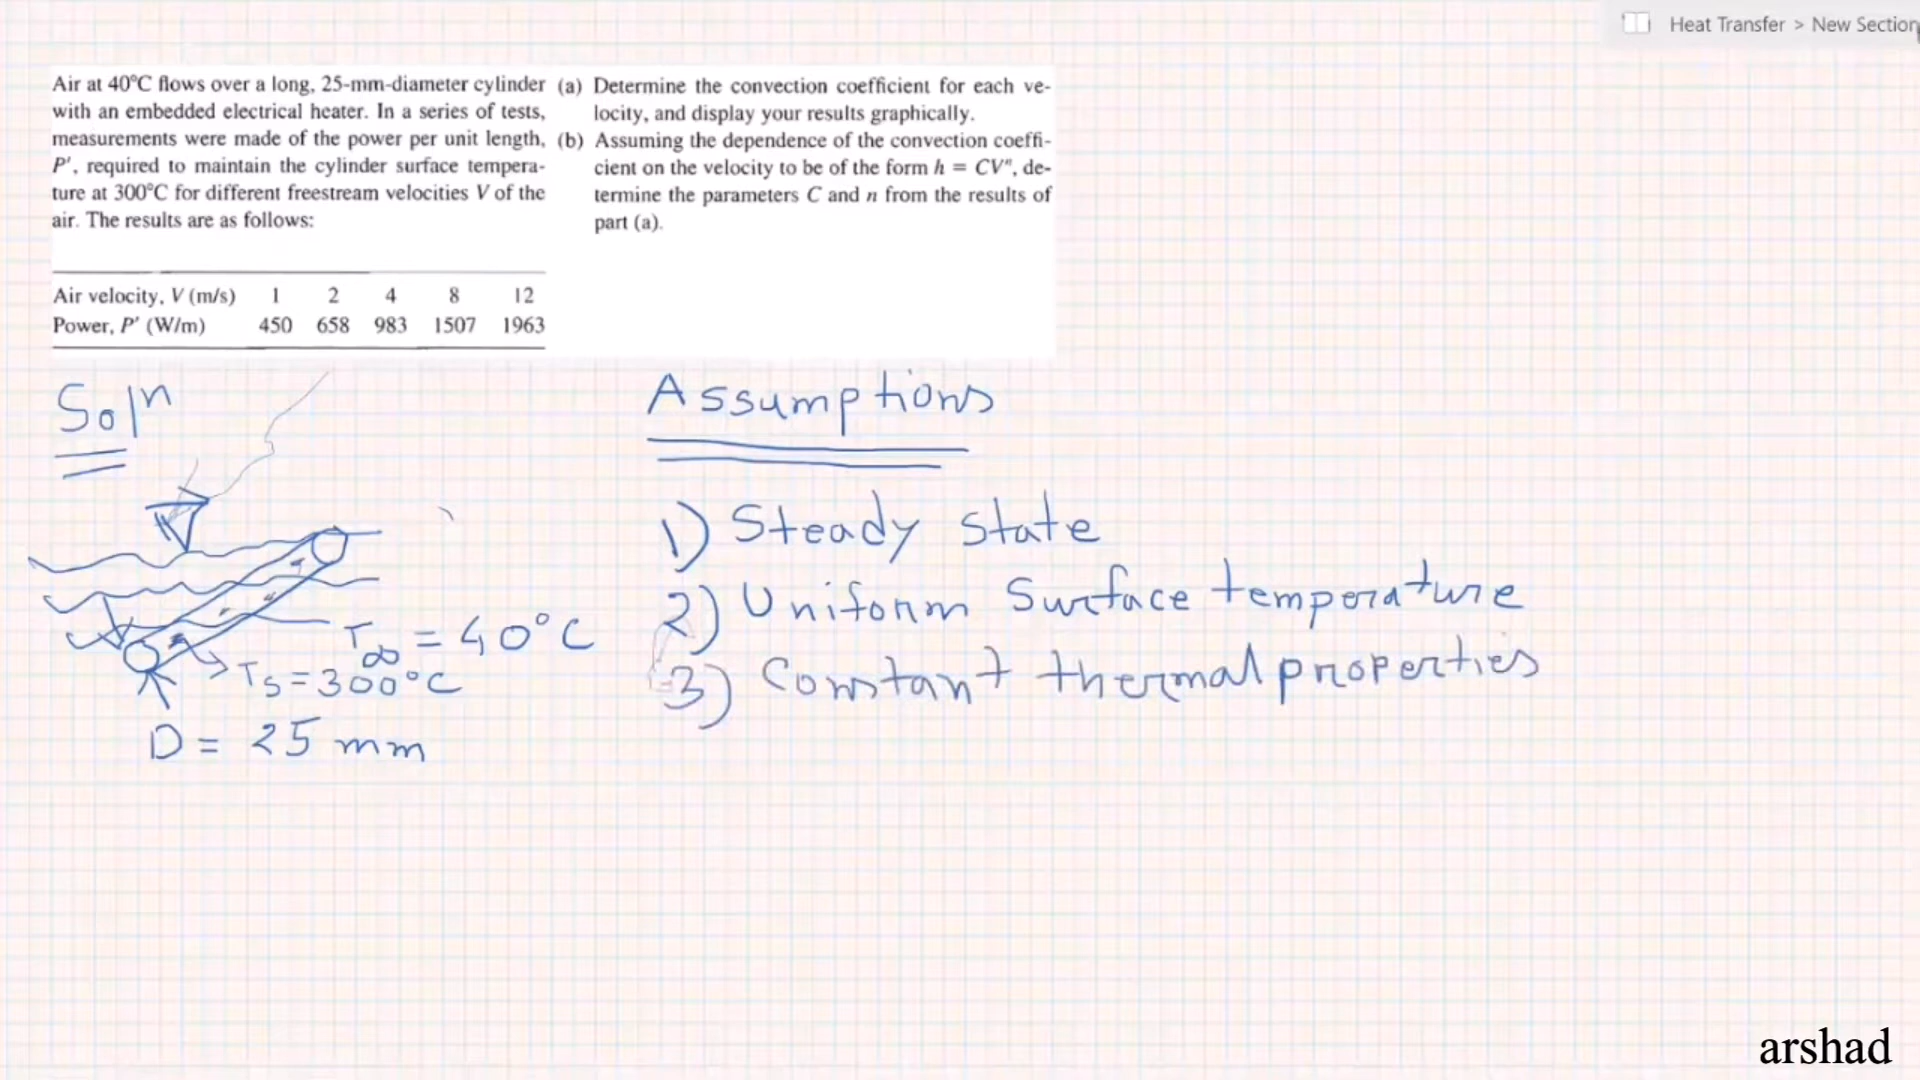 Heat Transfer > New Section
Air at 40°C flows over a long, 25-mm-diameter cylinder
with an embedded electrical heater. In a series of tests,
measurements were made of the power per unit length,
P′, required to maintain the cylinder surface tempera-
ture at 300°C for different freestream velocities V of the
air. The results are as follows:
Air velocity, V (m/s) 1 2 4 8 12
Power, P′ (W/m) 450 658 983 1507 1963
(a) Determine the convection coefficient for each ve-
locity, and display your results graphically.
(b) Assuming the dependence of the convection coeffi-
cient on the velocity to be of the form h = CVⁿ, de-
termine the parameters C and n from the results of
part (a).
Solⁿ
T∞ = 40°C
Ts = 300°C
D = 25 mm
Assumptions
1) Steady state
2) Uniform Surface temperature
3) Constant thermal properties
arshad